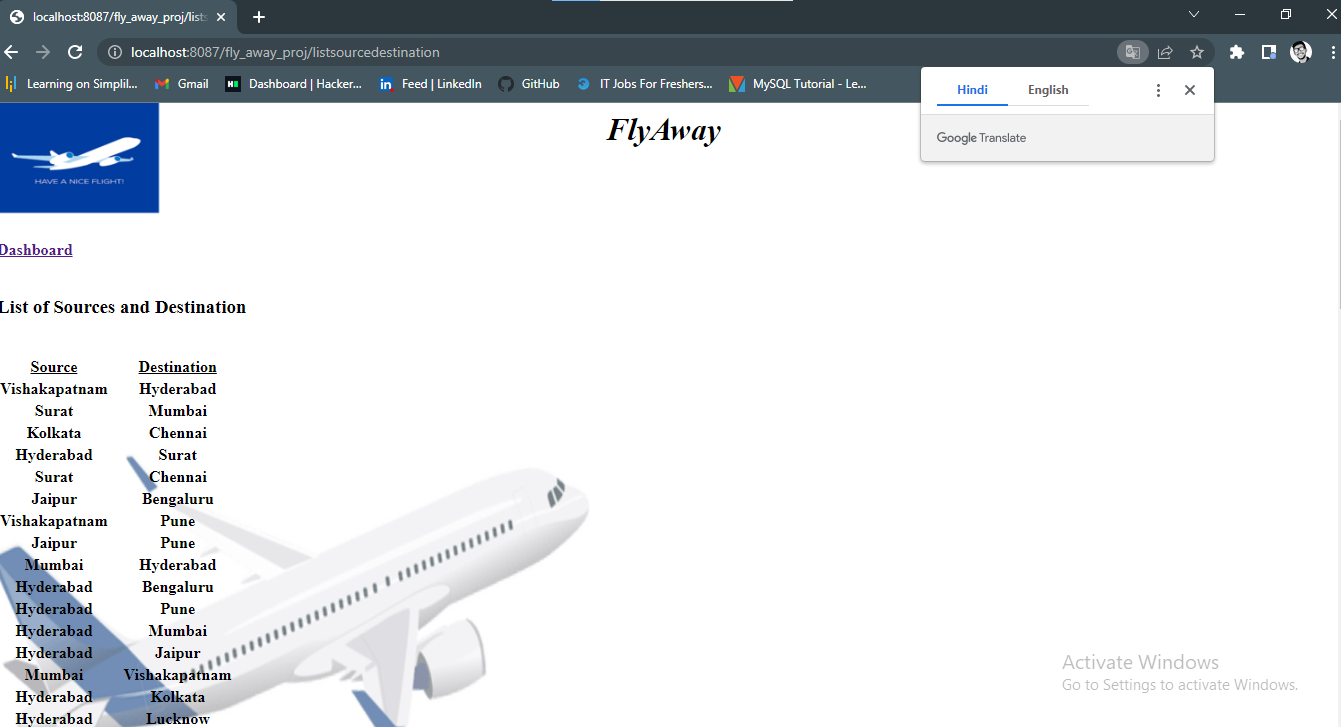 localhost:8087/fly_away_proj/lists
localhost:8087/fly_away_proj/listsourcedestination
Learning on Simplil... Gmail Dashboard | Hacker... Feed | LinkedIn GitHub IT Jobs For Freshers... MySQL Tutorial - Le...
Hindi English
Google Translate
FlyAway
HAVE A NICE FLIGHT!
Dashboard
List of Sources and Destination
Source Destination
Vishakapatnam Hyderabad
Surat Mumbai
Kolkata Chennai
Hyderabad Surat
Surat Chennai
Jaipur Bengaluru
Vishakapatnam Pune
Jaipur Pune
Mumbai Hyderabad
Hyderabad Bengaluru
Hyderabad Pune
Hyderabad Mumbai
Hyderabad Jaipur
Mumbai Vishakapatnam
Hyderabad Kolkata
Hyderabad Lucknow
Activate Windows
Go to Settings to activate Windows.